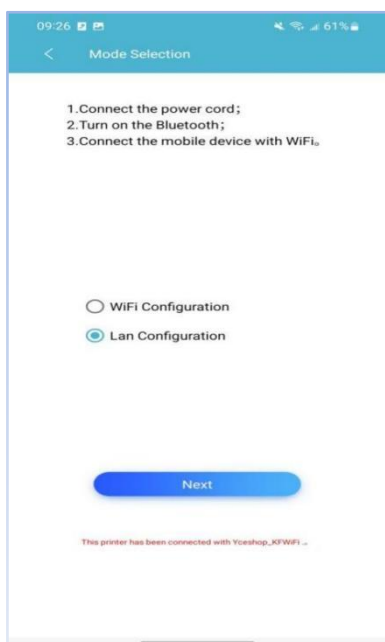 09:26 61%
Mode Selection
1.Connect the power cord;
2.Turn on the Bluetooth;
3.Connect the mobile device with WiFi。
WiFi Configuration
Lan Configuration
Next
This printer has been connected with Yceshop_KFWiFi 。